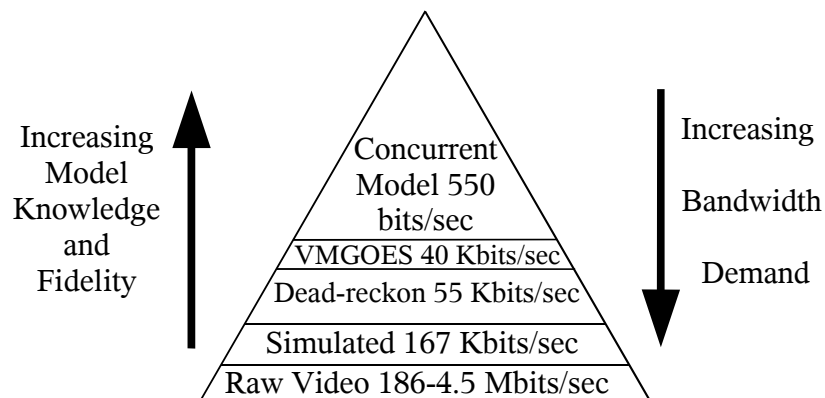 Increasing
Model
Knowledge
and
Fidelity
Concurrent
Model 550
bits/sec
VMGOES 40 Kbits/sec
Dead-reckon 55 Kbits/sec
Simulated 167 Kbits/sec
Raw Video 186-4.5 Mbits/sec
Increasing
Bandwidth
Demand